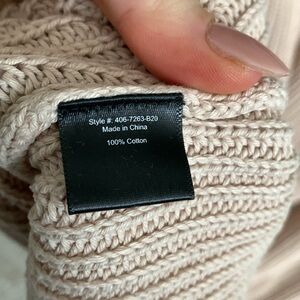 Style #: 406-7263-B20
Made in China
100% Cotton